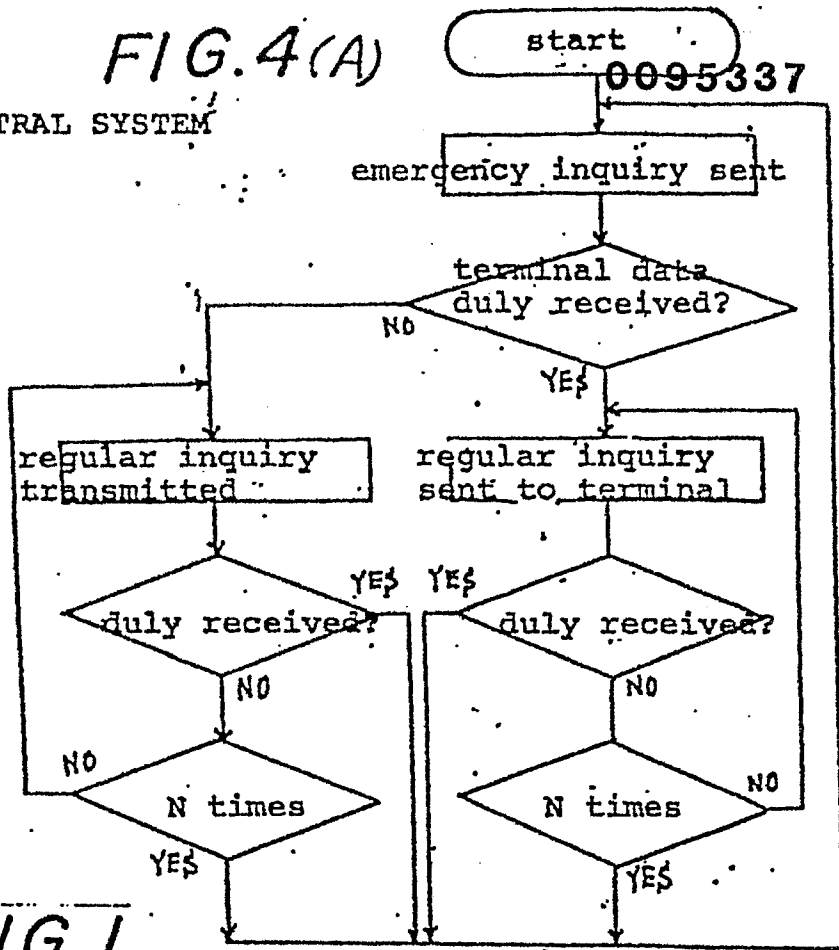 FIG.4(A)
start
0095337
TRAL SYSTEM
emergency inquiry sent
terminal data
duly received?
NO
YES
regular inquiry
transmitted
regular inquiry
sent to terminal
YES
YES
duly received?
duly received?
NO
NO
NO
NO
N times
N times
YES
YES
IG.1